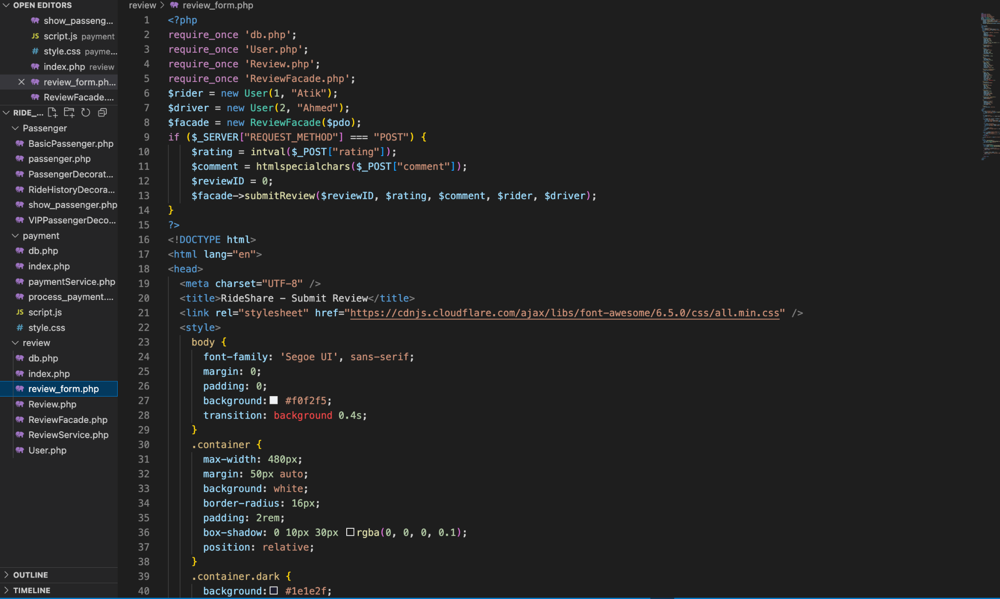 OPEN EDITORS
show_passeng...
script.js payment
style.css payme...
index.php review
review_form.ph...
ReviewFacade....
RIDE_...
Passenger
BasicPassenger.php
passenger.php
PassengerDecorat...
RideHistoryDecora...
show_passenger.php
VIPPassengerDeco...
payment
db.php
index.php
paymentService.php
process_payment....
JS script.js
# style.css
review
db.php
index.php
review_form.php
Review.php
ReviewFacade.php
ReviewService.php
User.php
OUTLINE
TIMELINE
review > review_form.php
1 <?php
2 require_once 'db.php';
3 require_once 'User.php';
4 require_once 'Review.php';
5 require_once 'ReviewFacade.php';
6 $rider = new User(1, "Atik");
7 $driver = new User(2, "Ahmed");
8 $facade = new ReviewFacade($pdo);
9 if ($_SERVER["REQUEST_METHOD"] === "POST") {
10 $rating = intval($_POST["rating"]);
11 $comment = htmlspecialchars($_POST["comment"]);
12 $reviewID = 0;
13 $facade->submitReview($reviewID, $rating, $comment, $rider, $driver);
14 }
15 ?>
16 <!DOCTYPE html>
17 <html lang="en">
18 <head>
19 <meta charset="UTF-8" />
20 <title>RideShare - Submit Review</title>
21 <link rel="stylesheet" href="https://cdnjs.cloudflare.com/ajax/libs/font-awesome/6.5.0/css/all.min.css" />
22 <style>
23 body {
24 font-family: 'Segoe UI', sans-serif;
25 margin: 0;
26 padding: 0;
27 background: #f0f2f5;
28 transition: background 0.4s;
29 }
30 .container {
31 max-width: 480px;
32 margin: 50px auto;
33 background: white;
34 border-radius: 16px;
35 padding: 2rem;
36 box-shadow: 0 10px 30px rgba(0, 0, 0, 0.1);
37 position: relative;
38 }
39 .container.dark {
40 background: #1e1e2f;